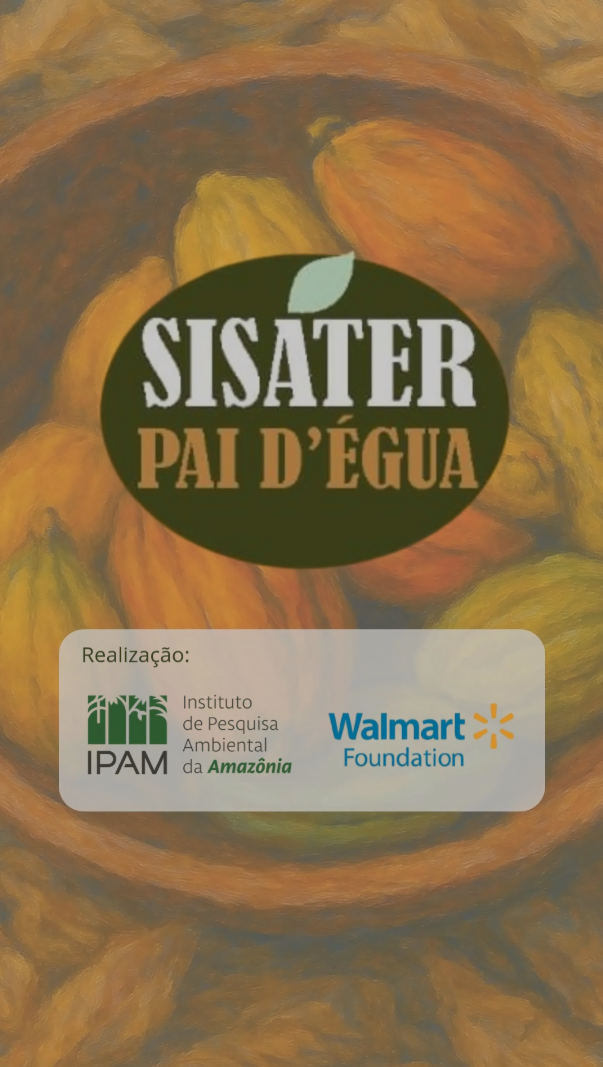 SISATER
PAI D'ÉGUA
Realização:
IPAM
Instituto
de Pesquisa
Ambiental
da Amazônia
Walmart
Foundation